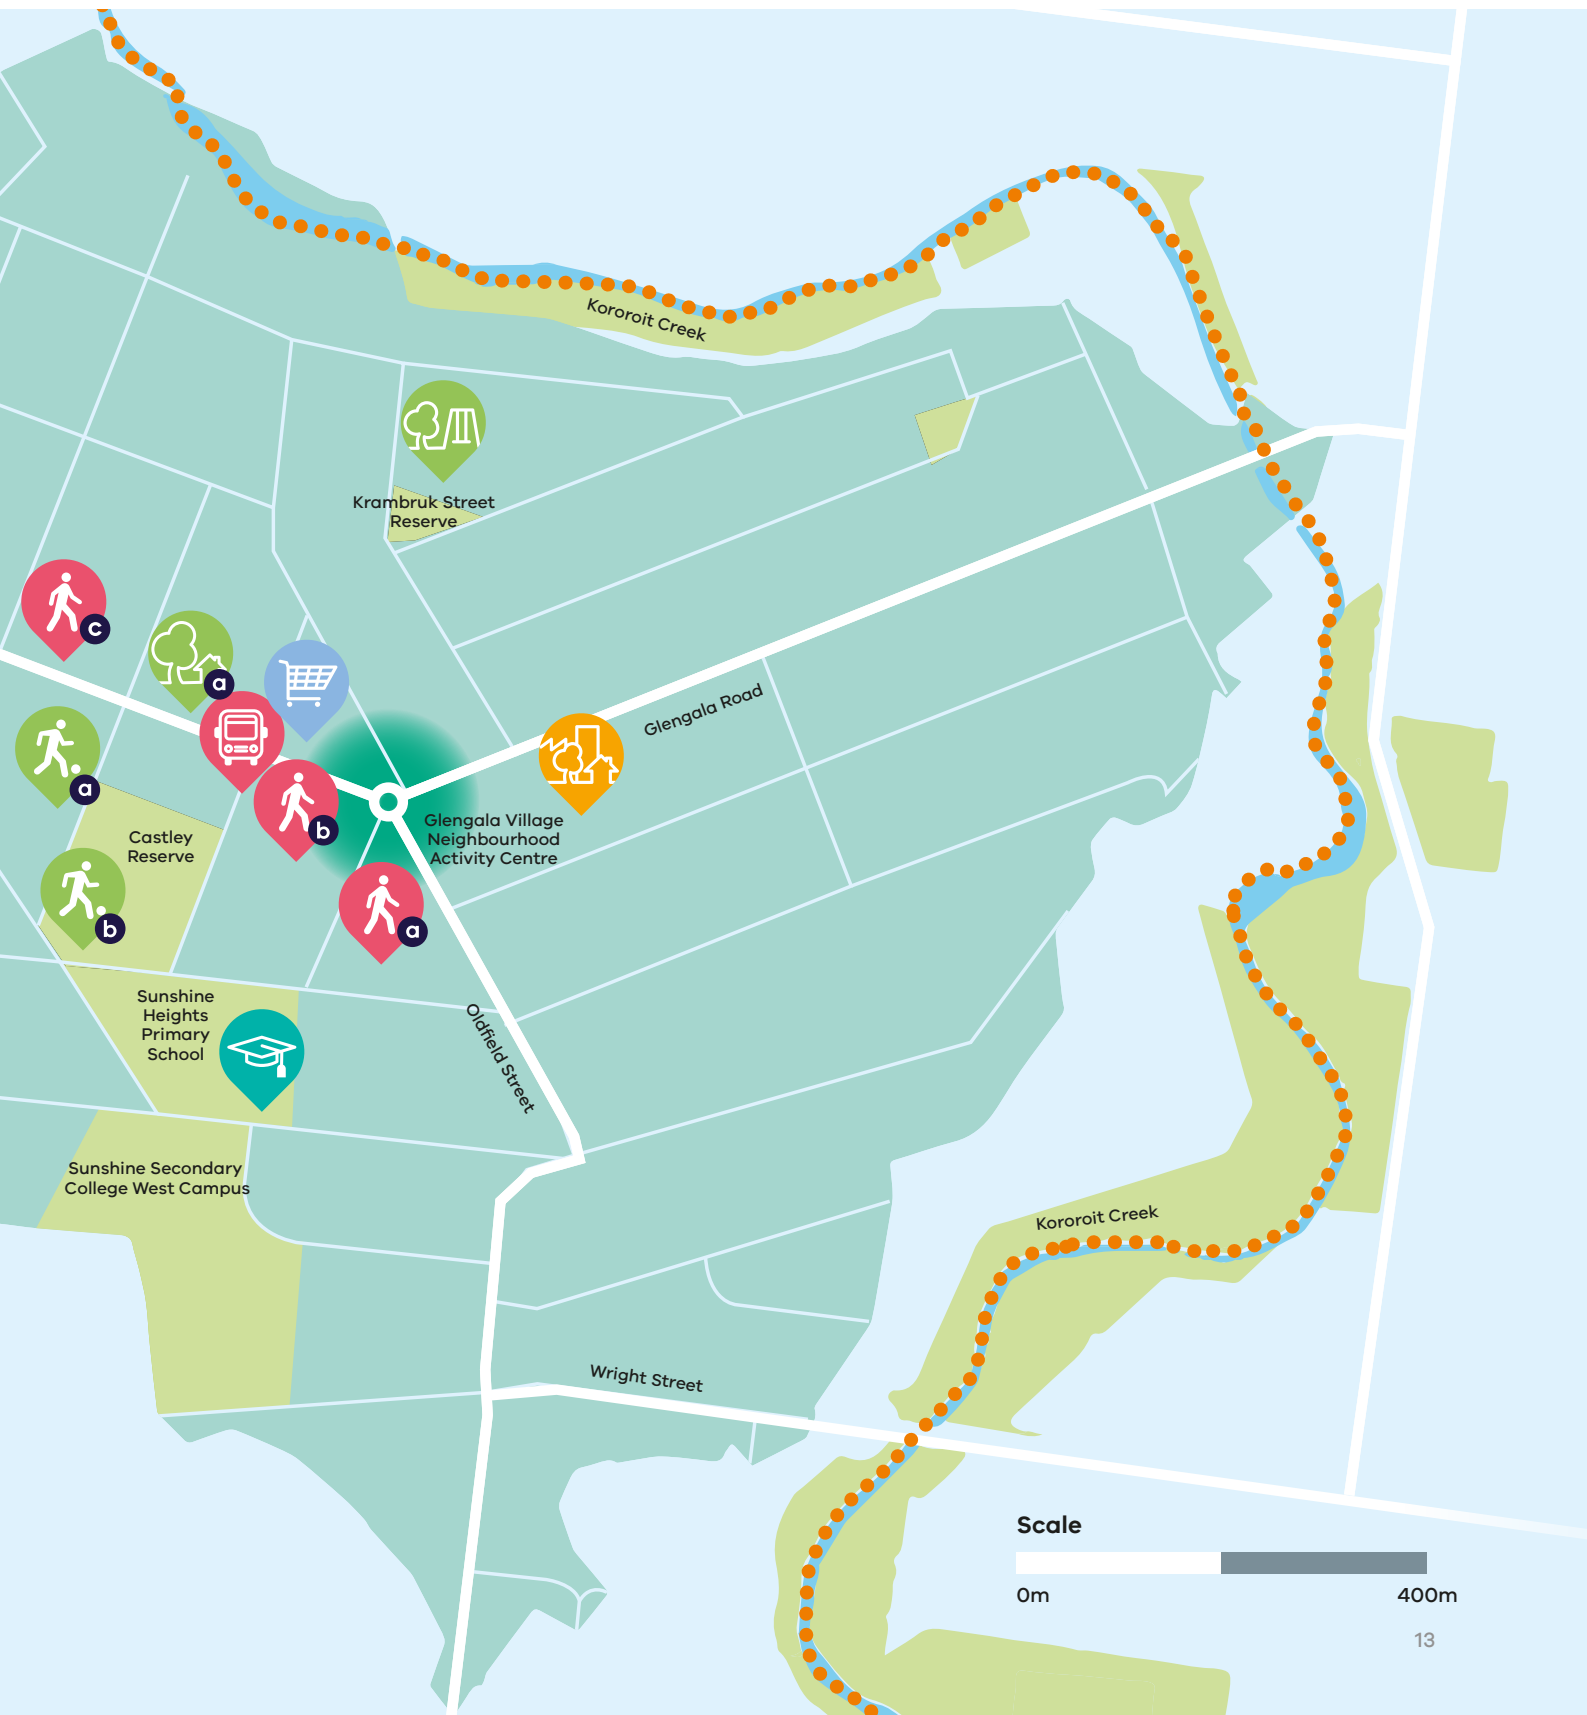 Kororoit Creek
Krambruk Street
Reserve
c
a
Glengala Road
a
b
Glengala Village
Neighbourhood
Activity Centre
Castley
Reserve
b
a
Sunshine
Heights
Primary
School
Oldfield Street
Sunshine Secondary
College West Campus
Kororoit Creek
Wright Street
Scale
0m
400m
13